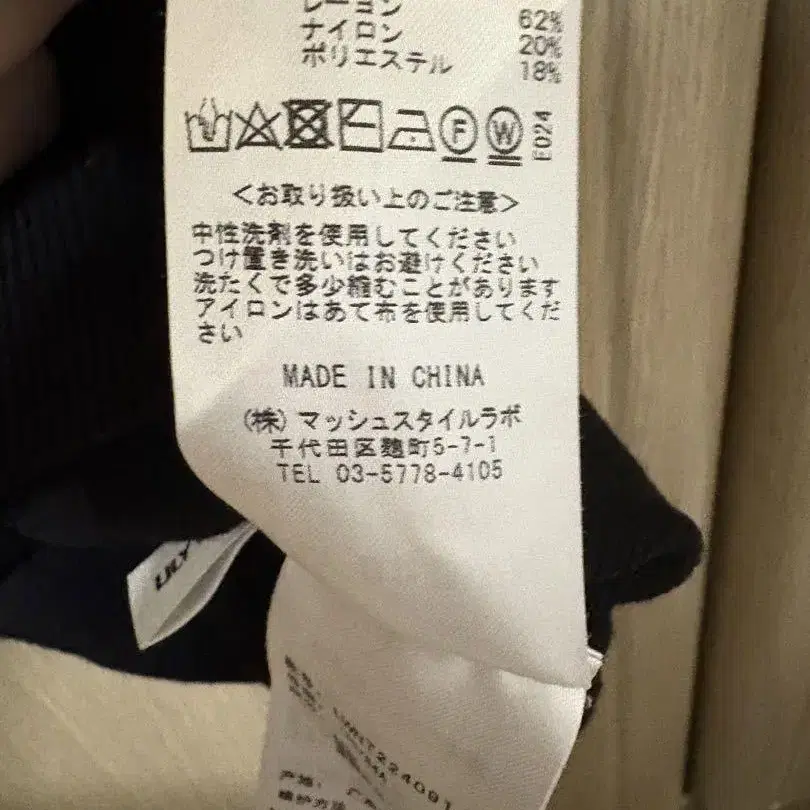 レーヨン 62%
ナイロン 20%
ポリエステル 18%
F W E024
<お取り扱い上のご注意>
中性洗剤を使用してください
つけ置き洗いはお避けください
洗たくで多少縮むことがあります
アイロンはあて布を使用してくだ
さい
MADE IN CHINA
(株)マッシュスタイルラボ
千代田区麹町5-7-1
TEL 03-5778-4105
LILY
LWNT224091
产地: